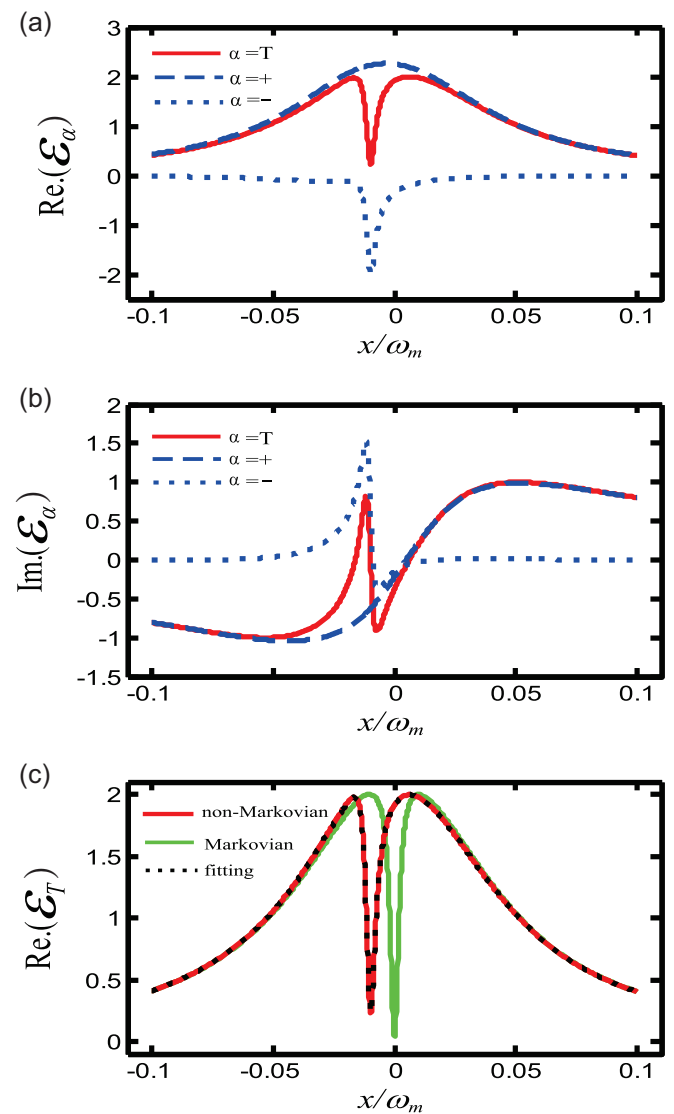 (a)
3
2
1
0
-1
-2
Re.(ℰα)
α =T
α =+
α =−
-0.1
-0.05
0
0.05
0.1
x/ωm
(b)
2
1.5
1
0.5
0
-0.5
-1
-1.5
Im.(ℰα)
α =T
α =+
α =−
-0.1
-0.05
0
0.05
0.1
x/ωm
(c)
2
1.5
1
0.5
0
Re.(ℰT)
non-Markovian
Markovian
fitting
-0.1
-0.05
0
0.05
0.1
x/ωm